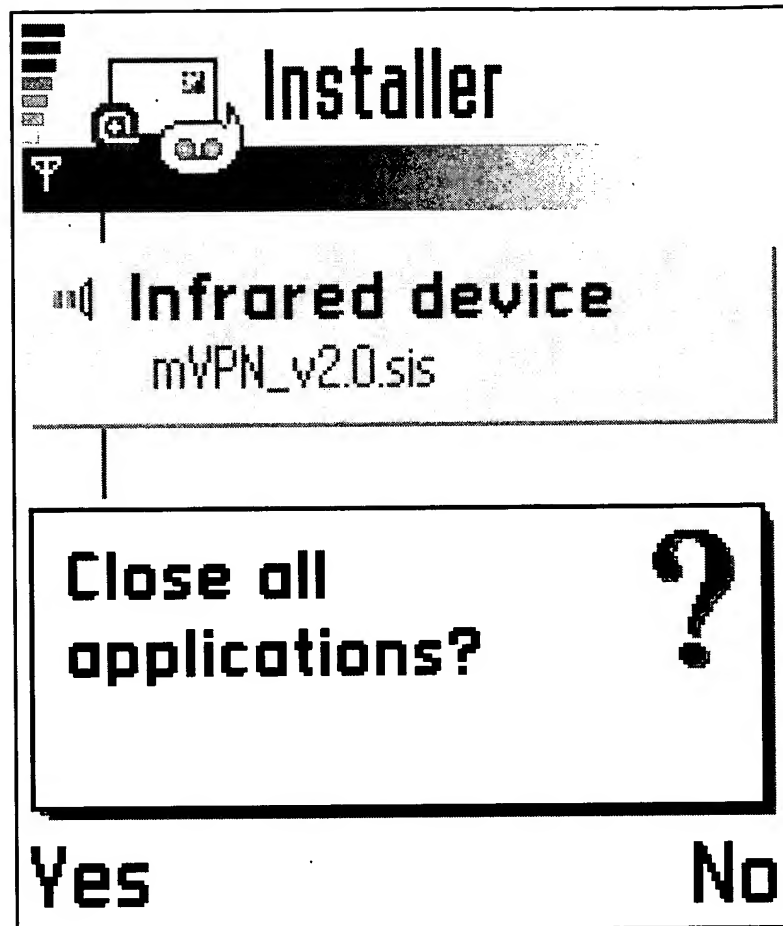 Installer
Infrared device
mVPN_v2.0.sis
Close all
applications?
Yes
No